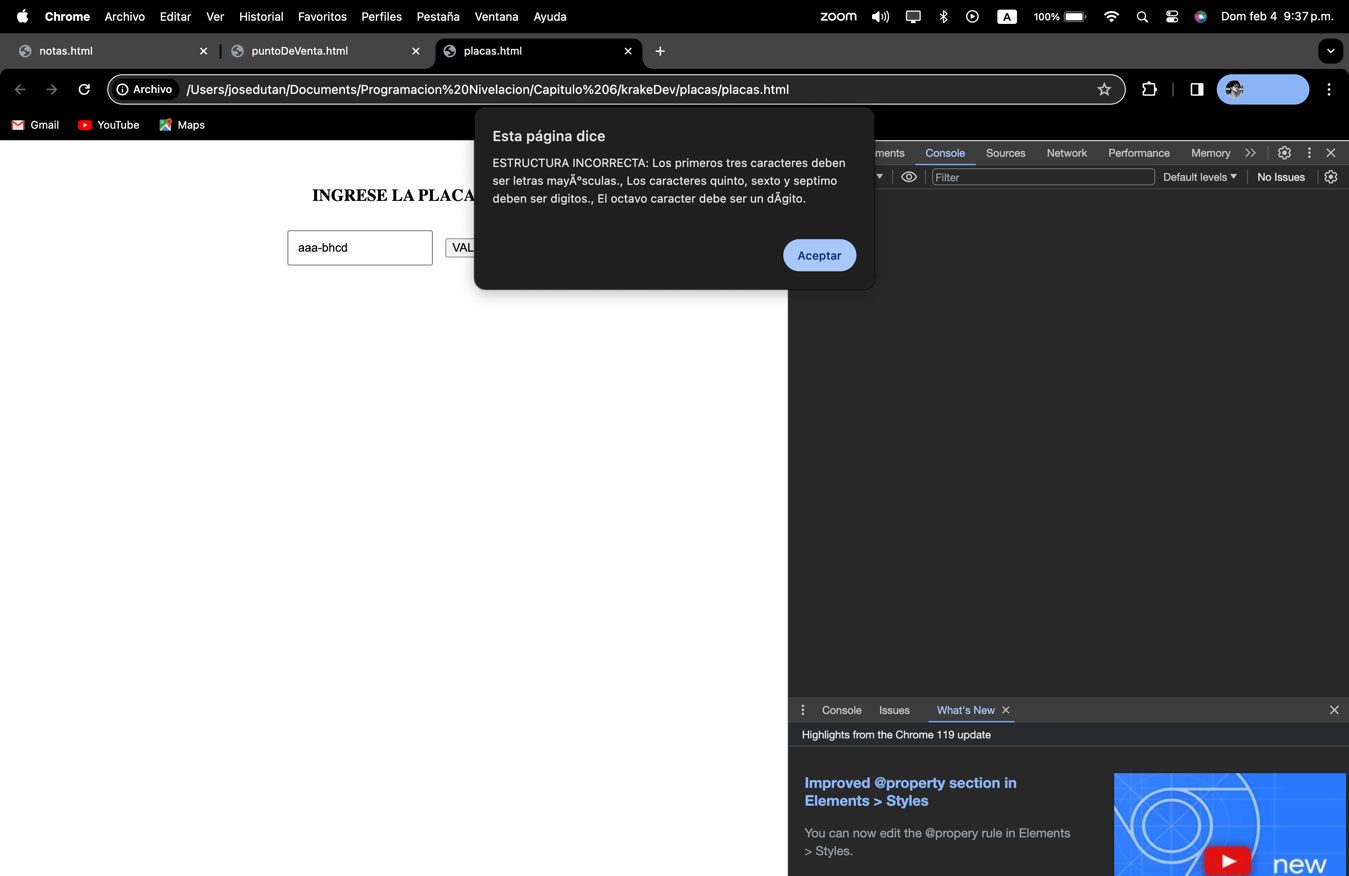 Chrome Archivo Editar Ver Historial Favoritos Perfiles Pestaña Ventana Ayuda zoom A 100% Dom feb 4 9:37 p.m.
notas.html puntoDeVenta.html placas.html
Archivo /Users/josedutan/Documents/Programacion%20Nivelacion/Capitulo%206/krakeDev/placas/placas.html
Gmail YouTube Maps
Esta página dice
ESTRUCTURA INCORRECTA: Los primeros tres caracteres deben
ser letras mayÃºsculas., Los caracteres quinto, sexto y septimo
deben ser digitos., El octavo caracter debe ser un dÃgito.
Aceptar
INGRESE LA PLACA
aaa-bhcd VAL
ments Console Sources Network Performance Memory
Filter Default levels No Issues
Console Issues What's New
Highlights from the Chrome 119 update
Improved @property section in
Elements > Styles
You can now edit the @propery rule in Elements
> Styles.
new